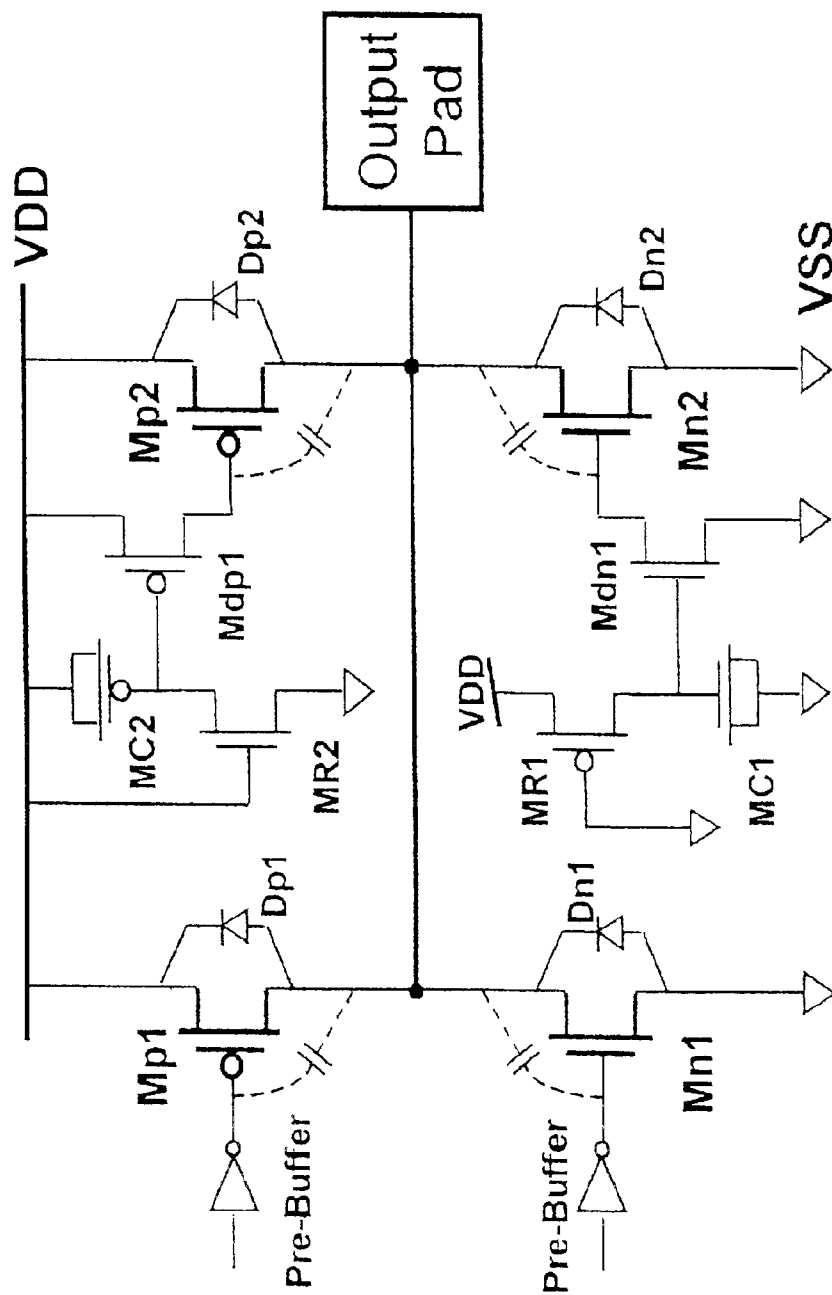 VDD
Output
Pad
Dp2
Mp2
Mdp1
MC2
MR2
Dp1
Mp1
Pre-Buffer
VSS
Dn2
Mn2
Mdn1
VDD
MR1
MC1
Dn1
Mn1
Pre-Buffer